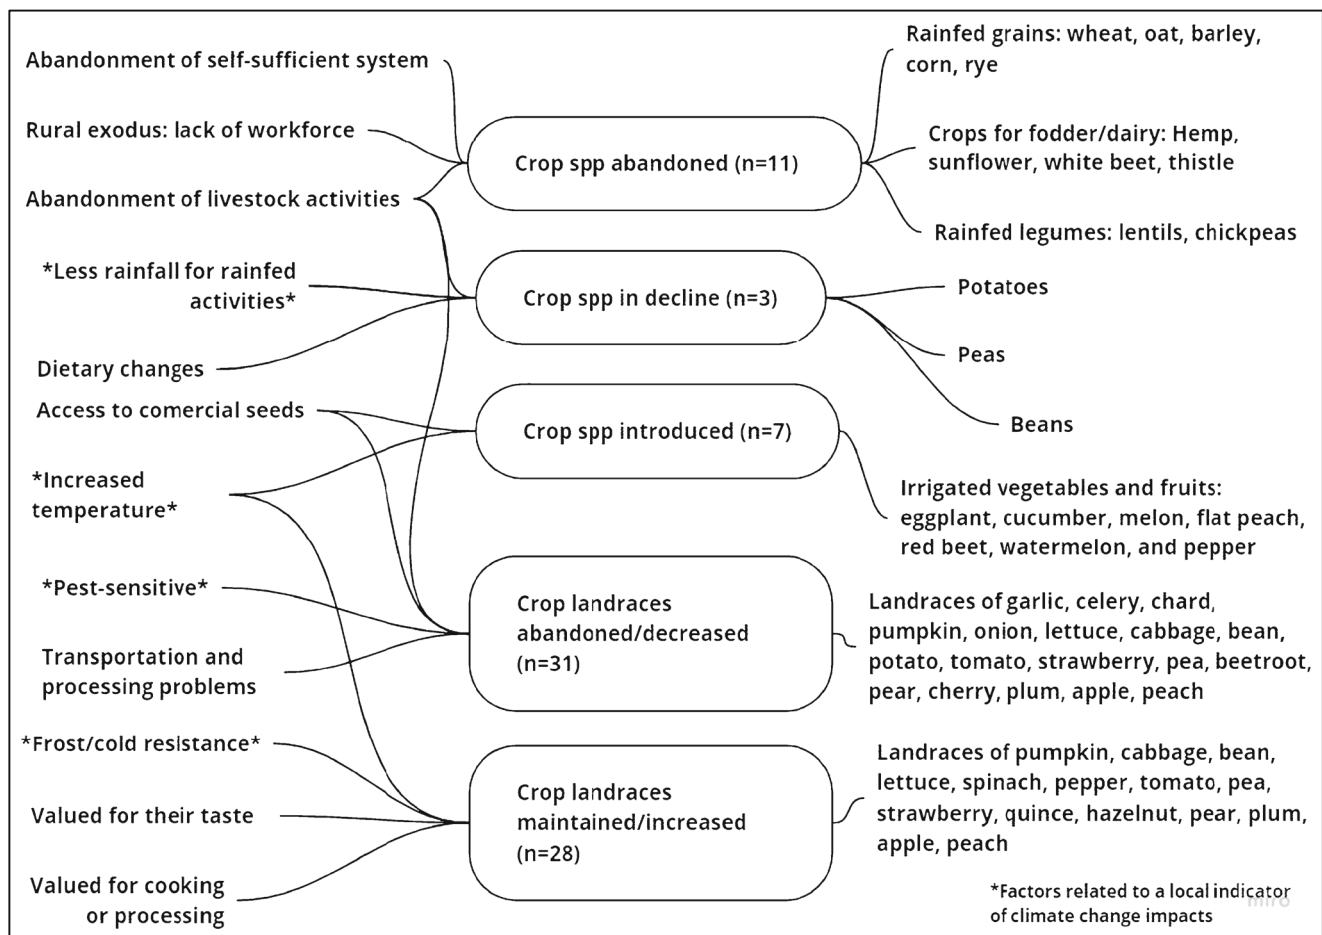 Abandonment of self-sufficient system
Rural exodus: lack of workforce
Abandonment of livestock activities
*Less rainfall for rainfed
activities*
Dietary changes
Access to comercial seeds
*Increased
temperature*
*Pest-sensitive*
Transportation and
processing problems
*Frost/cold resistance*
Valued for their taste
Valued for cooking
or processing
Crop spp abandoned (n=11)
Crop spp in decline (n=3)
Crop spp introduced (n=7)
Crop landraces
abandoned/decreased
(n=31)
Crop landraces
maintained/increased
(n=28)
Rainfed grains: wheat, oat, barley,
corn, rye
Crops for fodder/dairy: Hemp,
sunflower, white beet, thistle
Rainfed legumes: lentils, chickpeas
Potatoes
Peas
Beans
Irrigated vegetables and fruits:
eggplant, cucumber, melon, flat peach,
red beet, watermelon, and pepper
Landraces of garlic, celery, chard,
pumpkin, onion, lettuce, cabbage, bean,
potato, tomato, strawberry, pea, beetroot,
pear, cherry, plum, apple, peach
Landraces of pumpkin, cabbage, bean,
lettuce, spinach, pepper, tomato, pea,
strawberry, quince, hazelnut, pear, plum,
apple, peach
*Factors related to a local indicator
of climate change impacts
miro